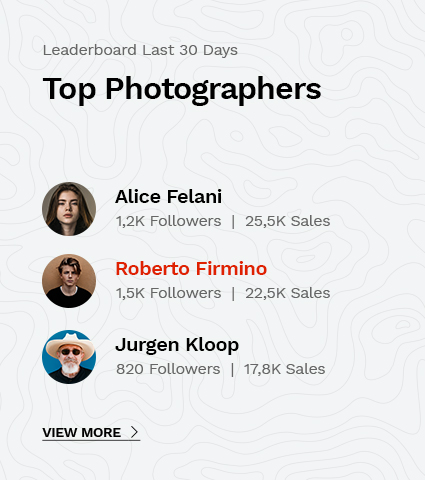 Leaderboard Last 30 Days
Top Photographers
Alice Felani
1,2K Followers | 25,5K Sales
Roberto Firmino
1,5K Followers | 22,5K Sales
Jurgen Kloop
820 Followers | 17,8K Sales
VIEW MORE